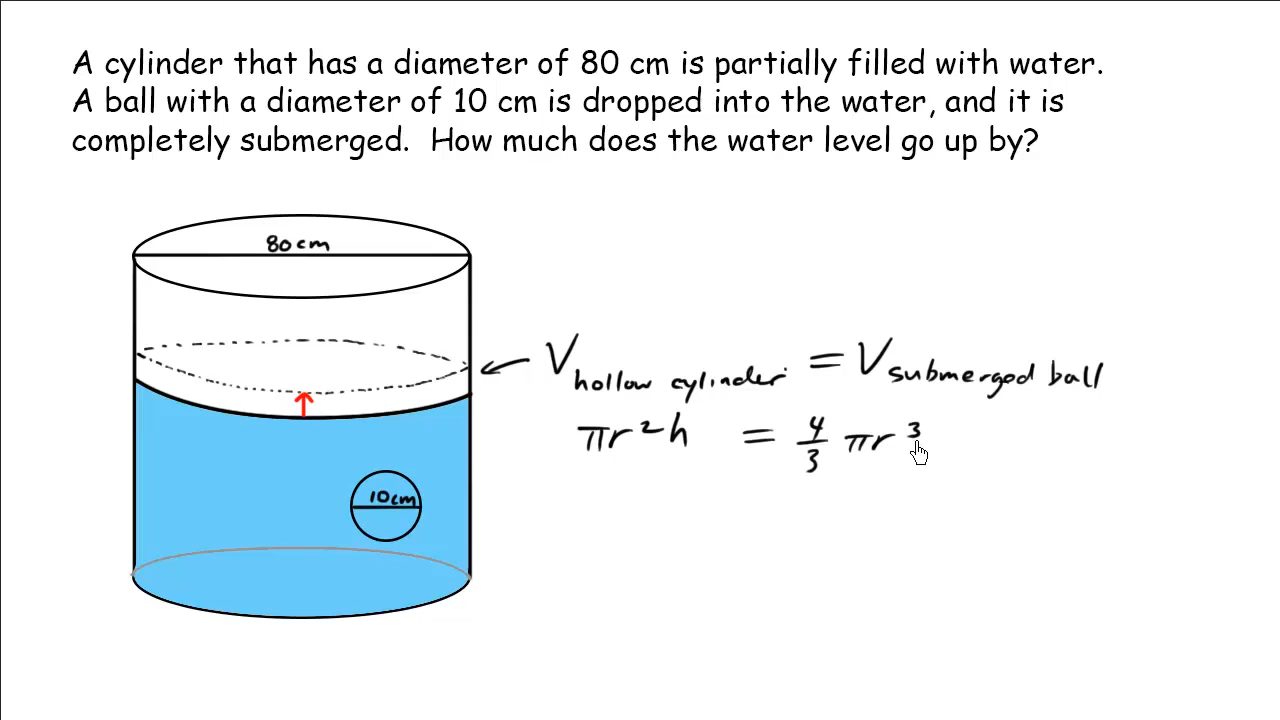 A cylinder that has a diameter of 80 cm is partially filled with water.
A ball with a diameter of 10 cm is dropped into the water, and it is
completely submerged. How much does the water level go up by?
80cm
V hollow cylinder = V submerged ball
πr²h = 4/3 πr³
10cm